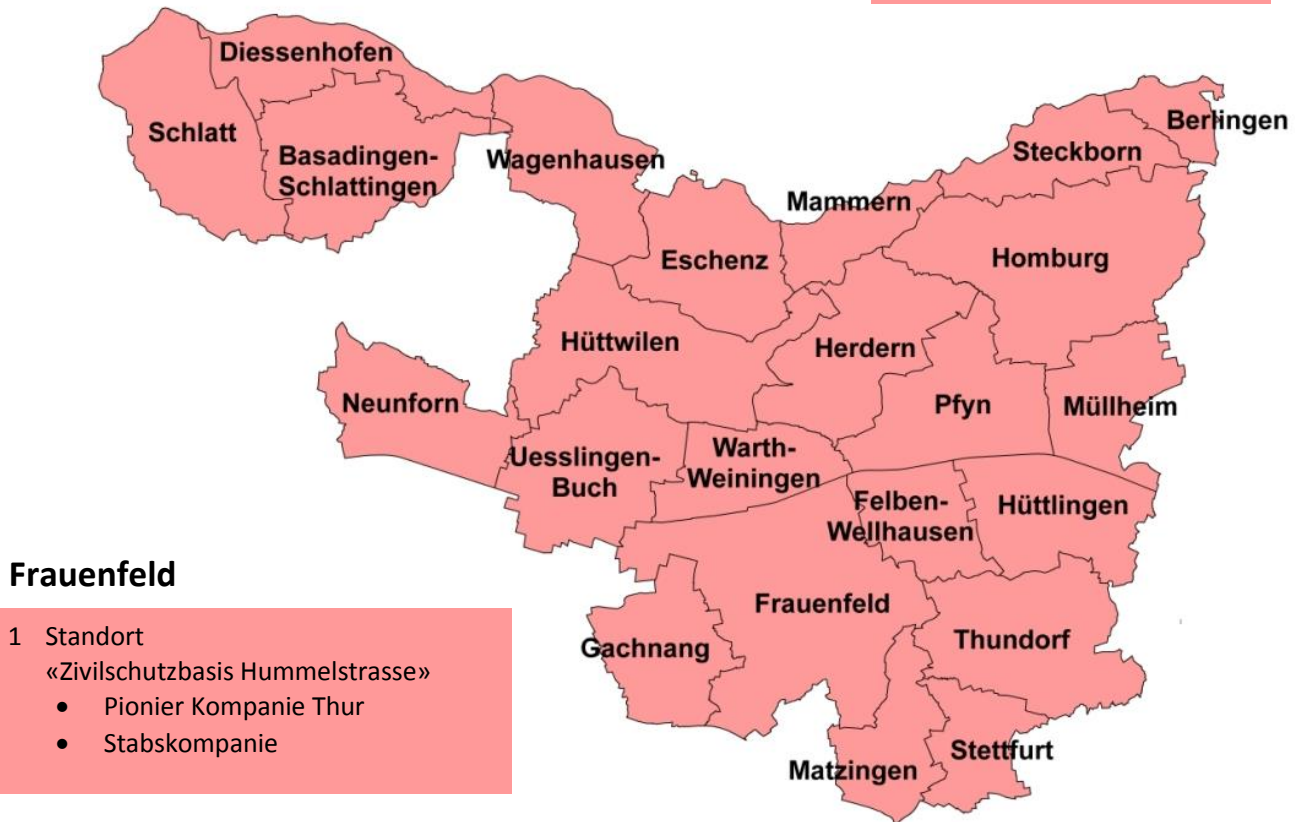 Diessenhofen
Schlatt
Basadingen-
Schlattingen
Wagenhausen
Berlingen
Steckborn
Mammern
Eschenz
Homburg
Hüttwilen
Herdern
Neunforn
Pfyn
Müllheim
Uesslingen-
Buch
Warth-
Weiningen
Felben-
Wellhausen
Hüttlingen
Frauenfeld
Gachnang
Thundorf
Matzingen
Stettfurt
Frauenfeld
1 Standort
«Zivilschutzbasis Hummelstrasse»
• Pionier Kompanie Thur
• Stabskompanie